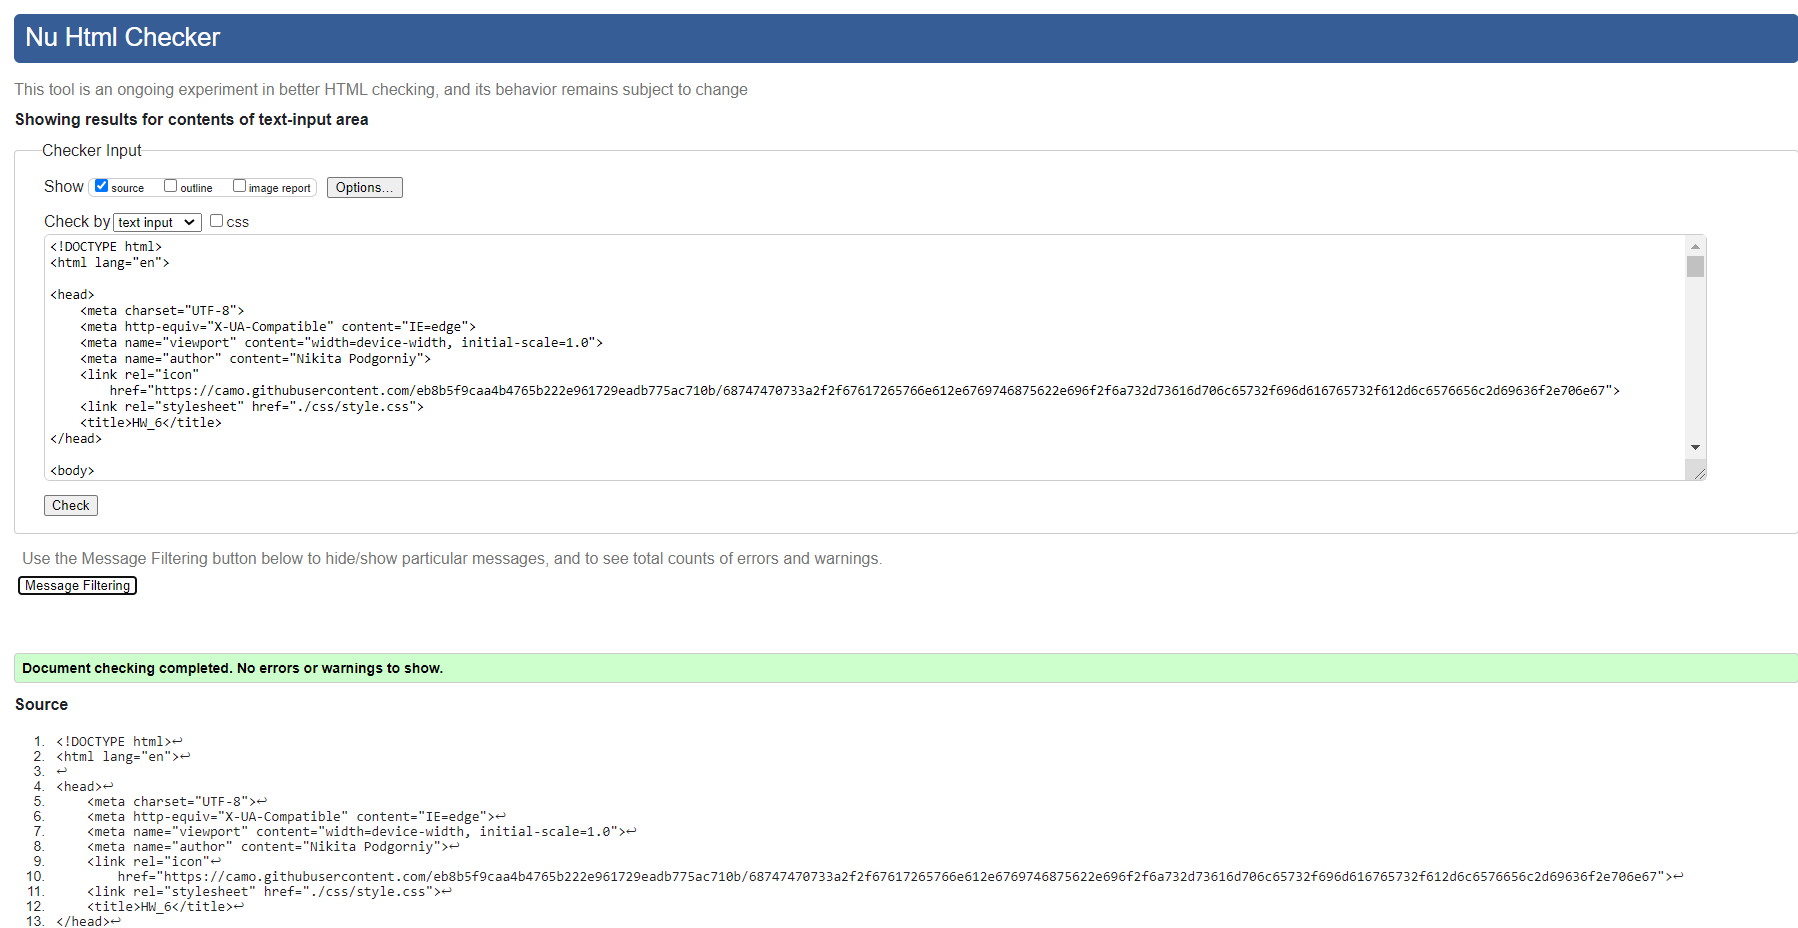 Nu Html Checker
This tool is an ongoing experiment in better HTML checking, and its behavior remains subject to change
Showing results for contents of text-input area
Checker Input
Show source outline image report Options...
Check by text input css
<!DOCTYPE html>
<html lang="en">
<head>
<meta charset="UTF-8">
<meta http-equiv="X-UA-Compatible" content="IE=edge">
<meta name="viewport" content="width=device-width, initial-scale=1.0">
<meta name="author" content="Nikita Podgorniy">
<link rel="icon"
href="https://camo.githubusercontent.com/eb8b5f9caa4b4765b222e961729eadb775ac710b/68747470733a2f2f67617265766e612e6769746875622e696f2f6a732d73616d706c65732f696d616765732f612d6c6576656c2d69636f2e706e67">
<link rel="stylesheet" href="./css/style.css">
<title>HW_6</title>
</head>
<body>
Check
Use the Message Filtering button below to hide/show particular messages, and to see total counts of errors and warnings.
Message Filtering
Document checking completed. No errors or warnings to show.
Source
1. <!DOCTYPE html>↩
2. <html lang="en">↩
3. ↩
4. <head>↩
5. <meta charset="UTF-8">↩
6. <meta http-equiv="X-UA-Compatible" content="IE=edge">↩
7. <meta name="viewport" content="width=device-width, initial-scale=1.0">↩
8. <meta name="author" content="Nikita Podgorniy">↩
9. <link rel="icon"↩
10. href="https://camo.githubusercontent.com/eb8b5f9caa4b4765b222e961729eadb775ac710b/68747470733a2f2f67617265766e612e6769746875622e696f2f6a732d73616d706c65732f696d616765732f612d6c6576656c2d69636f2e706e67">↩
11. <link rel="stylesheet" href="./css/style.css">↩
12. <title>HW_6</title>↩
13. </head>↩